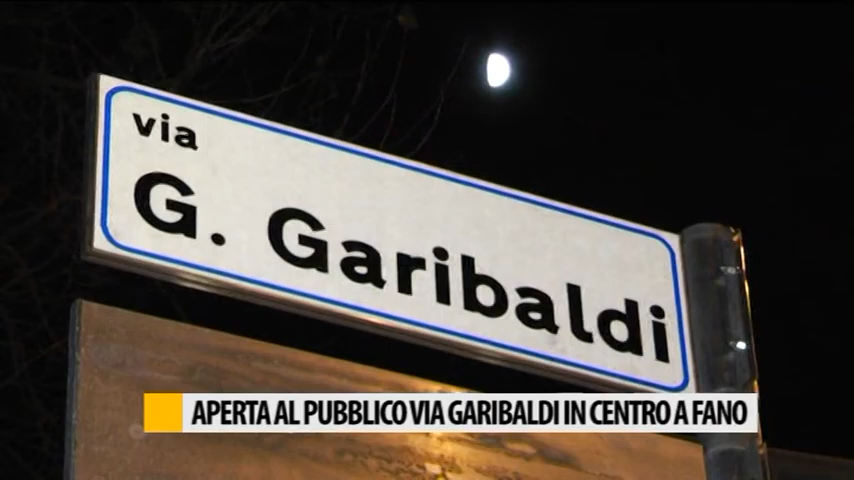 via
G. Garibaldi
APERTA AL PUBBLICO VIA GARIBALDI IN CENTRO A FANO